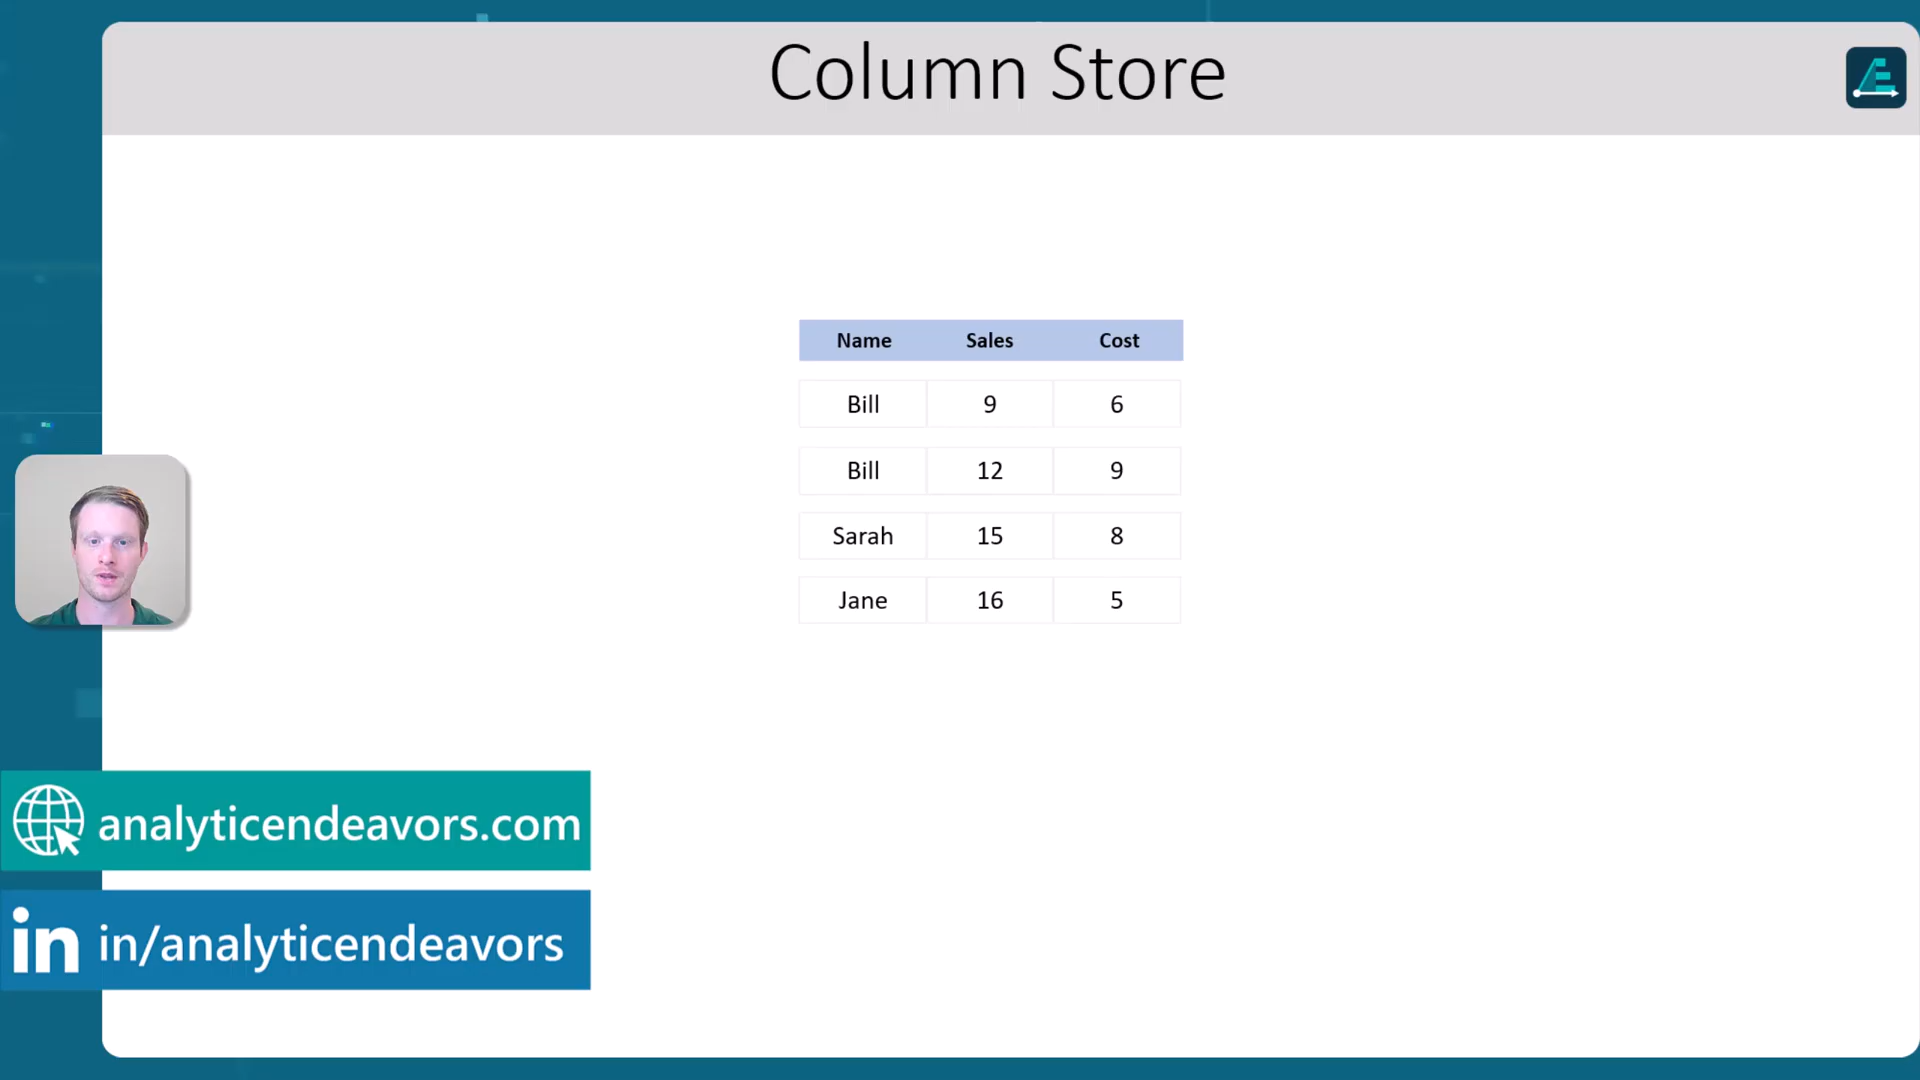 Column Store
Name Sales Cost
Bill 9 6
Bill 12 9
Sarah 15 8
Jane 16 5
analyticendeavors.com
in in/analyticendeavors